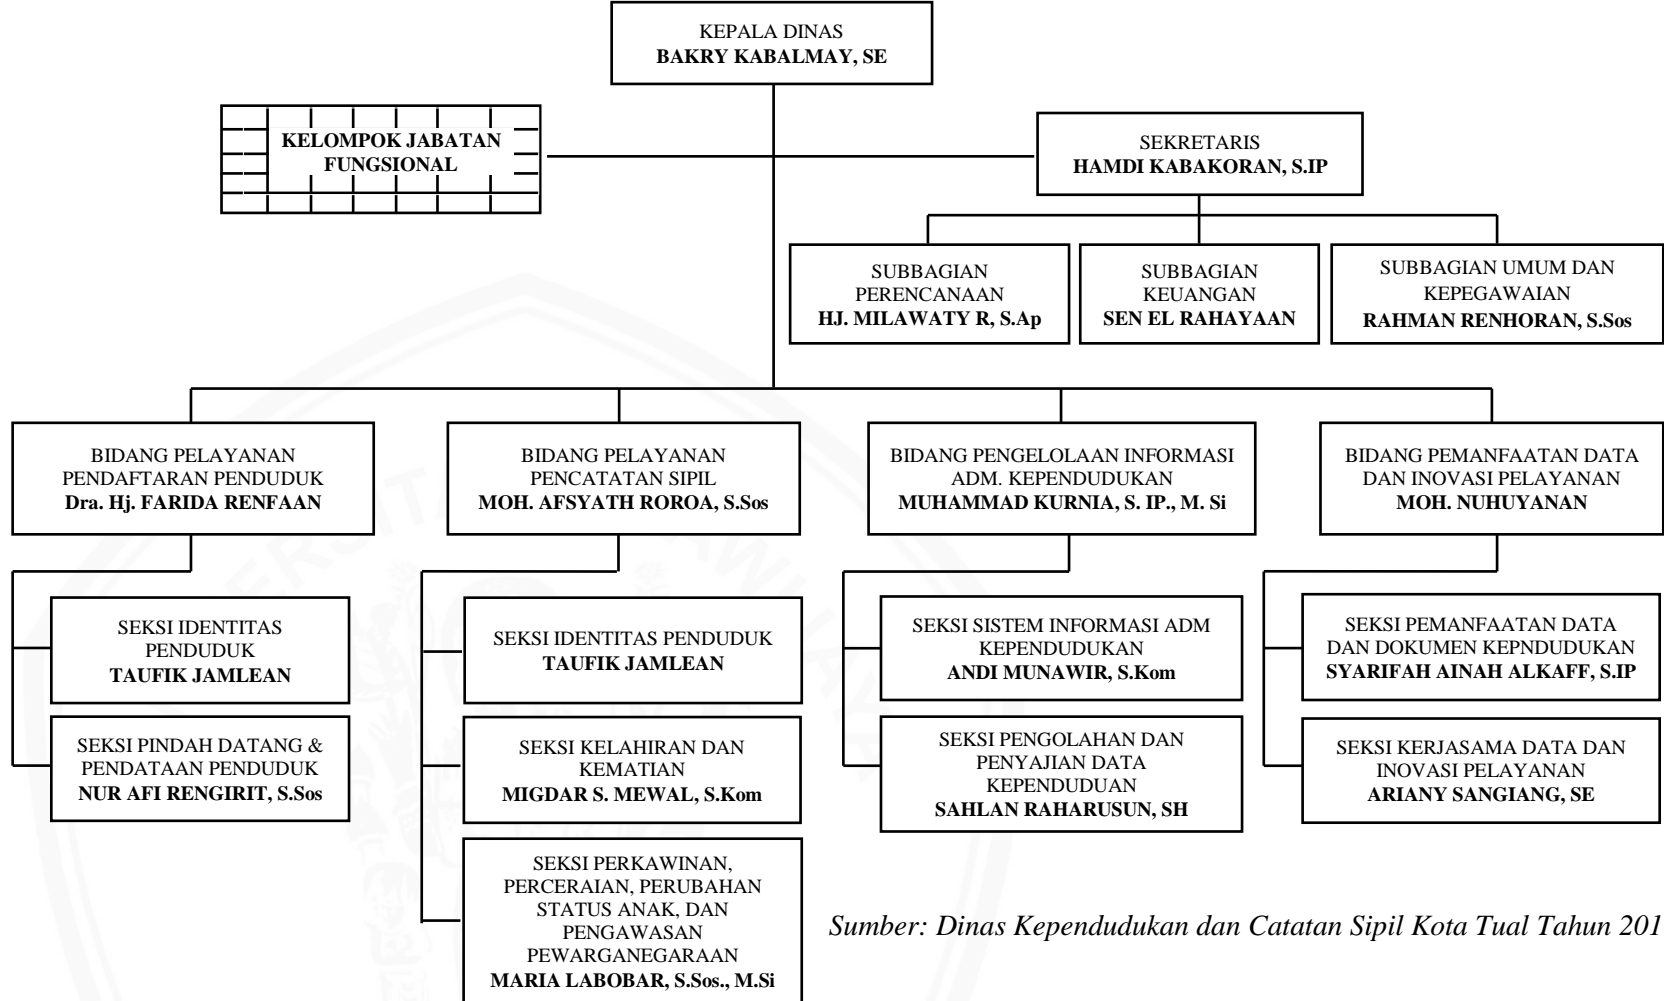 KEPALA DINAS
BAKRY KABALMAY, SE
KELOMPOK JABATAN
FUNGSIONAL
SEKRETARIS
HAMDI KABAKORAN, S.IP
SUBBAGIAN
PERENCANAAN
HJ. MILAWATY R, S.Ap
SUBBAGIAN
KEUANGAN
SEN EL RAHAYAAN
SUBBAGIAN UMUM DAN
KEPEGAWAIAN
RAHMAN RENHORAN, S.Sos
BIDANG PELAYANAN
PENDAFTARAN PENDUDUK
Dra. Hj. FARIDA RENFAAN
BIDANG PELAYANAN
PENCATATAN SIPIL
MOH. AFSYATH ROROA, S.Sos
BIDANG PENGELOLAAN INFORMASI
ADM. KEPENDUDUKAN
MUHAMMAD KURNIA, S. IP., M. Si
BIDANG PEMANFAATAN DATA
DAN INOVASI PELAYANAN
MOH. NUHUYANAN
SEKSI IDENTITAS
PENDUDUK
TAUFIK JAMLEAN
SEKSI PINDAH DATANG &
PENDATAAN PENDUDUK
NUR AFI RENGIRIT, S.Sos
SEKSI IDENTITAS PENDUDUK
TAUFIK JAMLEAN
SEKSI KELAHIRAN DAN
KEMATIAN
MIGDAR S. MEWAL, S.Kom
SEKSI PERKAWINAN,
PERCERAIAN, PERUBAHAN
STATUS ANAK, DAN
PENGAWASAN
PEWARGANEGARAAN
MARIA LABOBAR, S.Sos., M.Si
SEKSI SISTEM INFORMASI ADM
KEPENDUDUKAN
ANDI MUNAWIR, S.Kom
SEKSI PENGOLAHAN DAN
PENYAJIAN DATA
KEPENDUDUAN
SAHLAN RAHARUSUN, SH
SEKSI PEMANFAATAN DATA
DAN DOKUMEN KEPNDUDUKAN
SYARIFAH AINAH ALKAFF, S.IP
SEKSI KERJASAMA DATA DAN
INOVASI PELAYANAN
ARIANY SANGIANG, SE
Sumber: Dinas Kependudukan dan Catatan Sipil Kota Tual Tahun 201